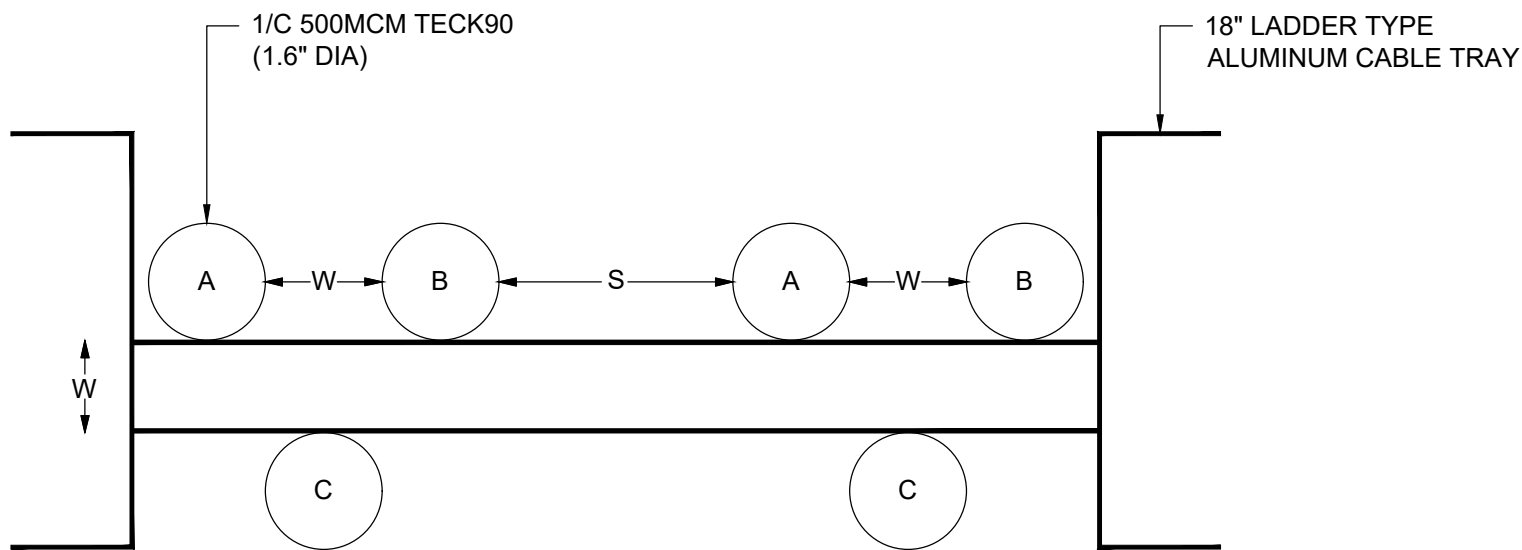 1/C 500MCM TECK90
(1.6" DIA)
18" LADDER TYPE
ALUMINUM CABLE TRAY
A
W
B
S
A
W
B
W
C
C